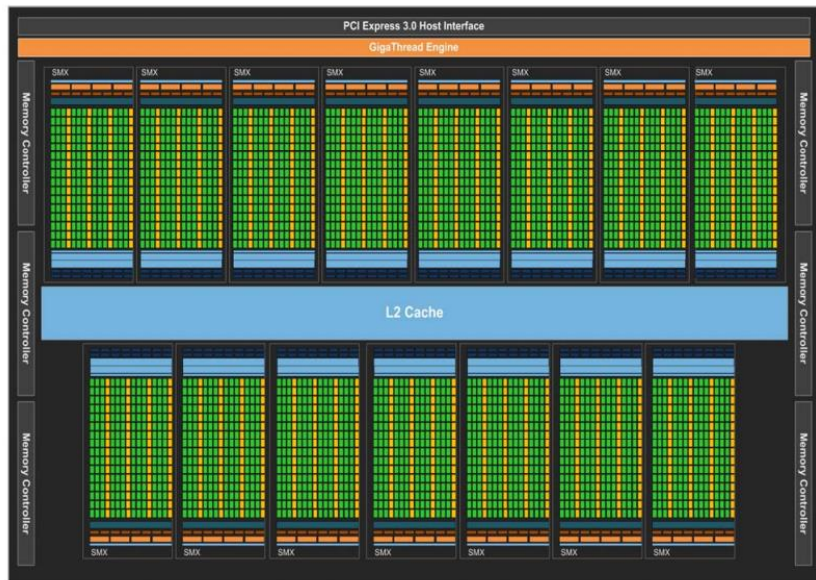 PCI Express 3.0 Host Interface
GigaThread Engine
SMX SMX SMX SMX SMX SMX SMX SMX
Memory Controller
Memory Controller
Memory Controller
Memory Controller
Memory Controller
Memory Controller
L2 Cache
SMX SMX SMX SMX SMX SMX SMX